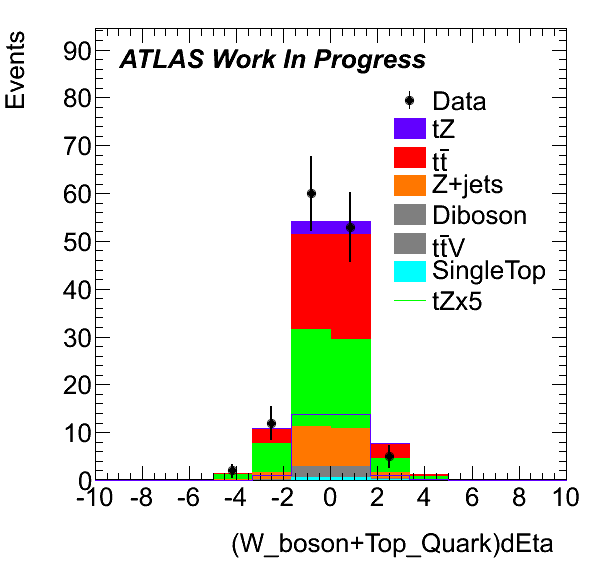 Events
ATLAS Work In Progress
Data
tZ
tt̄
Z+jets
Diboson
tt̄V
SingleTop
tZx5
90
80
70
60
50
40
30
20
10
0
-10 -8 -6 -4 -2 0 2 4 6 8 10
(W_boson+Top_Quark)dEta